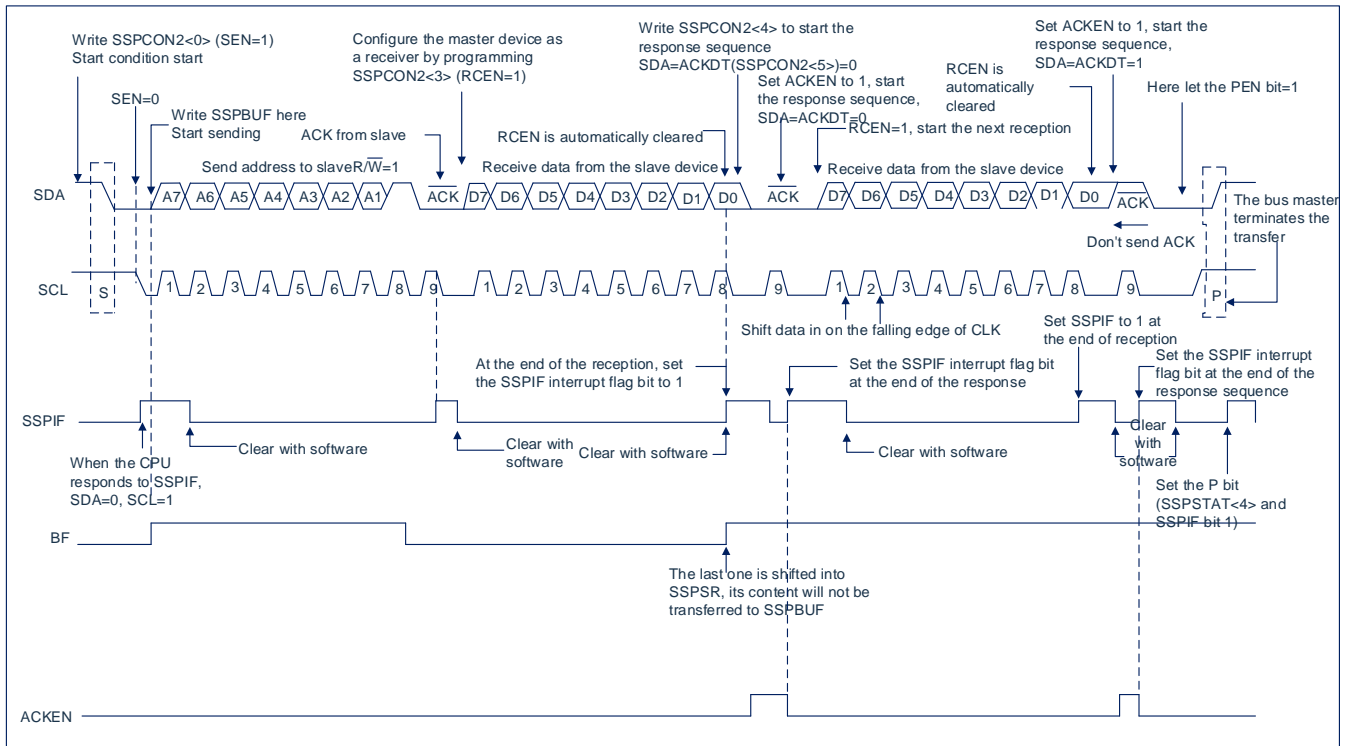 Write SSPCON2<0> (SEN=1)
Start condition start
Configure the master device as
a receiver by programming
SSPCON2<3> (RCEN=1)
Write SSPCON2<4> to start the
response sequence
SDA=ACKDT(SSPCON2<5>)=0
Set ACKEN to 1, start
the response sequence,
SDA=ACKDT=0
Set ACKEN to 1, start the
response sequence,
SDA=ACKDT=1
RCEN is
automatically
cleared
Here let the PEN bit=1
SEN=0
Write SSPBUF here
Start sending
ACK from slave
RCEN is automatically cleared
RCEN=1, start the next reception
Send address to slaveR/W=1
Receive data from the slave device
Receive data from the slave device
SDA
A7 A6 A5 A4 A3 A2 A1 ACK D7 D6 D5 D4 D3 D2 D1 D0 ACK D7 D6 D5 D4 D3 D2 D1 D0 ACK
The bus master
terminates the
transfer
Don't send ACK
SCL
S 1 2 3 4 5 6 7 8 9 1 2 3 4 5 6 7 8 9 1 2 3 4 5 6 7 8 9 P
Shift data in on the falling edge of CLK
Set SSPIF to 1 at
the end of reception
At the end of the reception, set
the SSPIF interrupt flag bit to 1
Set the SSPIF interrupt flag bit
at the end of the response
Set the SSPIF interrupt
flag bit at the end of the
response sequence
SSPIF
When the CPU
responds to SSPIF,
SDA=0, SCL=1
Clear with software
Clear with
software
Clear with software
Clear with software
Clear
with
software
Set the P bit
(SSPSTAT<4> and
SSPIF bit 1)
BF
The last one is shifted into
SSPSR, its content will not be
transferred to SSPBUF
ACKEN